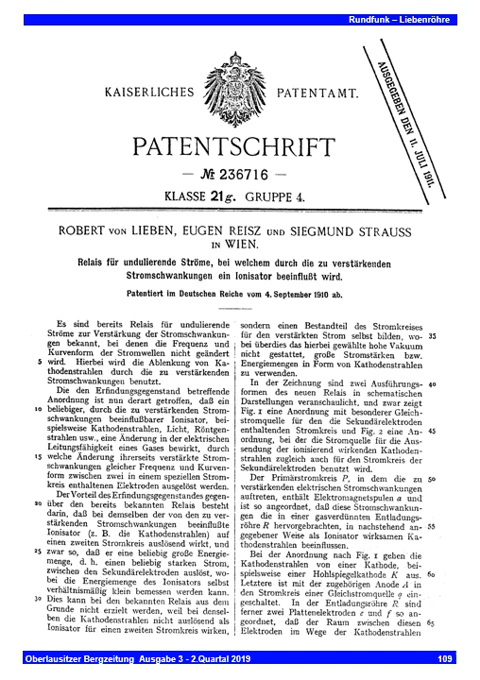 Rundfunk – Liebenröhre
KAISERLICHES PATENTAMT.
AUSGEGEBEN DEN 11. JULI 1911.
PATENTSCHRIFT
— № 236716 —
KLASSE 21g. GRUPPE 4.
ROBERT VON LIEBEN, EUGEN REISZ UND SIEGMUND STRAUSS
IN WIEN.
Relais für undulierende Ströme, bei welchem durch die zu verstärkenden
Stromschwankungen ein Ionisator beeinflußt wird.
Patentiert im Deutschen Reiche vom 4. September 1910 ab.
Es sind bereits Relais für undulierende
Ströme zur Verstärkung der Stromschwankun-
gen bekannt, bei denen die Frequenz und
Kurvenform der Stromwellen nicht geändert
5 wird. Hierbei wird die Ablenkung von Ka-
thodenstrahlen durch die zu verstärkenden
Stromschwankungen benutzt.
Die den Erfindungsgegenstand betreffende
Anordnung ist nun derart getroffen, daß ein
10 beliebiger, durch die zu verstärkenden Strom-
schwankungen beeinflußbarer Ionisator, bei-
spielsweise Kathodenstrahlen, Licht, Röntgen-
strahlen usw., eine Änderung in der elektrischen
Leitungsfähigkeit eines Gases bewirkt, durch
15 welche Änderung ihrerseits verstärkte Strom-
schwankungen gleicher Frequenz und Kurven-
form zwischen zwei in einem speziellen Strom-
kreis enthaltenen Elektroden ausgelöst werden.
Der Vorteil des Erfindungsgegenstandes gegen-
20 über den bereits bekannten Relais besteht
darin, daß bei demselben der von den zu ver-
stärkenden Stromschwankungen beeinflußte
Ionisator (z. B. die Kathodenstrahlen) auf
einen zweiten Stromkreis auslösend wirkt, und
25 zwar so, daß er eine beliebig große Energie-
menge, d. h. einen beliebig starken Strom,
zwischen den Sekundärelektroden auslöst, wo-
bei die Energiemenge des Ionisators selbst
verhältnismäßig klein bemessen werden kann.
30 Dies kann bei den bekannten Relais aus dem
Grunde nicht erzielt werden, weil bei densel-
ben die Kathodenstrahlen nicht auslösend als
Ionisator für einen zweiten Stromkreis wirken,
sondern einen Bestandteil des Stromkreises
für den verstärkten Strom selbst bilden, wo- 35
bei überdies das hierbei gewählte hohe Vakuum
nicht gestattet, große Stromstärken bzw.
Energiemengen in Form von Kathodenstrahlen
zu verwenden.
In der Zeichnung sind zwei Ausführungs- 40
formen des neuen Relais in schematischen
Darstellungen veranschaulicht, und zwar zeigt
Fig. 1 eine Anordnung mit besonderer Gleich-
stromquelle für den die Sekundärelektroden
enthaltenden Stromkreis und Fig. 2 eine An- 45
ordnung, bei der die Stromquelle für die Aus-
sendung der ionisierend wirkenden Kathoden-
strahlen zugleich auch für den Stromkreis der
Sekundärelektroden benutzt wird.
Der Primärstromkreis P, in dem die zu 50
verstärkenden elektrischen Stromschwankungen
auftreten, enthält Elektromagnetspulen a und
ist so angeordnet, daß diese Stromschwankun-
gen die in einer gasverdünnten Entladungs-
röhre R hervorgebrachten, in nachstehend an- 55
gegebener Weise als Ionisator wirksamen Ka-
thodenstrahlen beeinflussen.
Bei der Anordnung nach Fig. 1 gehen die
Kathodenstrahlen von einer Kathode, bei-
spielsweise einer Hohlspiegelkathode K aus. 60
Letztere ist mit der zugehörigen Anode A in
den Stromkreis einer Gleichstromquelle q ein-
geschaltet. In der Entladungsröhre R sind
ferner zwei Plattenelektroden e und f so an-
geordnet, daß der Raum zwischen diesen 65
Elektroden im Wege der Kathodenstrahlen
Oberlausitzer Bergzeitung Ausgabe 3 - 2.Quartal 2019 109